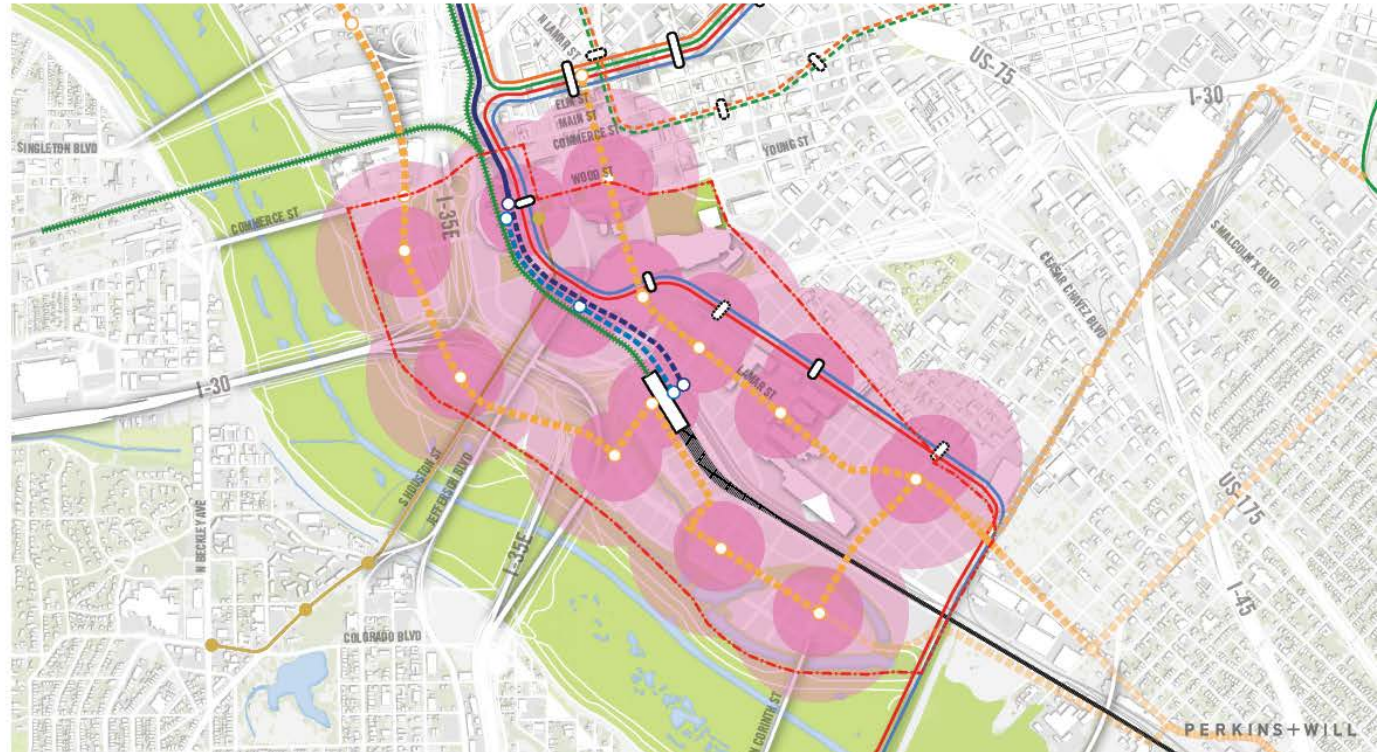 N LAMAR ST
US-75
I-30
ELM ST
MAIN ST
COMMERCE ST
SINGLETON BLVD
YOUNG ST
WOOD ST
I-35E
COMMERCE ST
S MALCOLM X BLVD
CEASAR CHAVEZ BLVD
I-30
LAMAR ST
S HOUSTON ST
JEFFERSON BLVD
US-175
N BECKLEY AVE
I-35E
I-45
COLORADO BLVD
N CORINTH ST
PERKINS+WILL